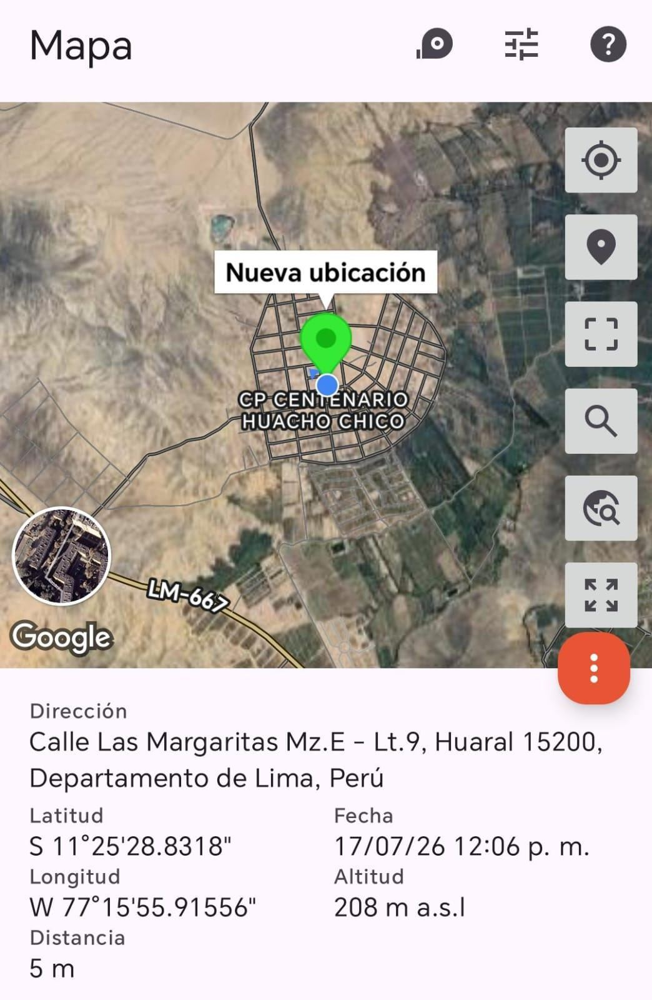 Mapa
Nueva ubicación
CP CENTENARIO
HUACHO CHICO
LM-667
Google
Dirección
Calle Las Margaritas Mz.E - Lt.9, Huaral 15200,
Departamento de Lima, Perú
Latitud
S 11°25'28.8318"
Fecha
17/07/26 12:06 p. m.
Longitud
W 77°15'55.91556"
Altitud
208 m a.s.l
Distancia
5 m